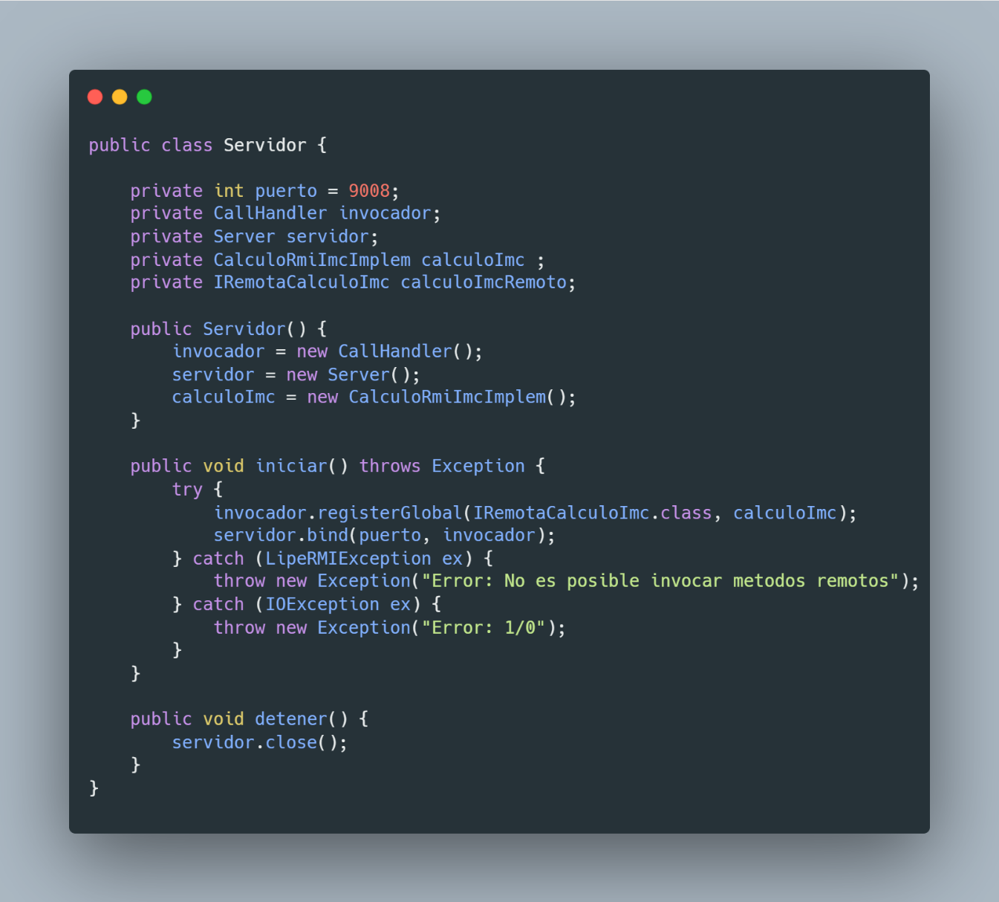 public class Servidor {
    private int puerto = 9008;
    private CallHandler invocador;
    private Server servidor;
    private CalculoRmiImcImplem calculoImc ;
    private IRemotaCalculoImc calculoImcRemoto;
    public Servidor() {
        invocador = new CallHandler();
        servidor = new Server();
        calculoImc = new CalculoRmiImcImplem();
    }
    public void iniciar() throws Exception {
        try {
            invocador.registerGlobal(IRemotaCalculoImc.class, calculoImc);
            servidor.bind(puerto, invocador);
        } catch (LipeRMIException ex) {
            throw new Exception("Error: No es posible invocar metodos remotos");
        } catch (IOException ex) {
            throw new Exception("Error: 1/0");
        }
    }
    public void detener() {
        servidor.close();
    }
}